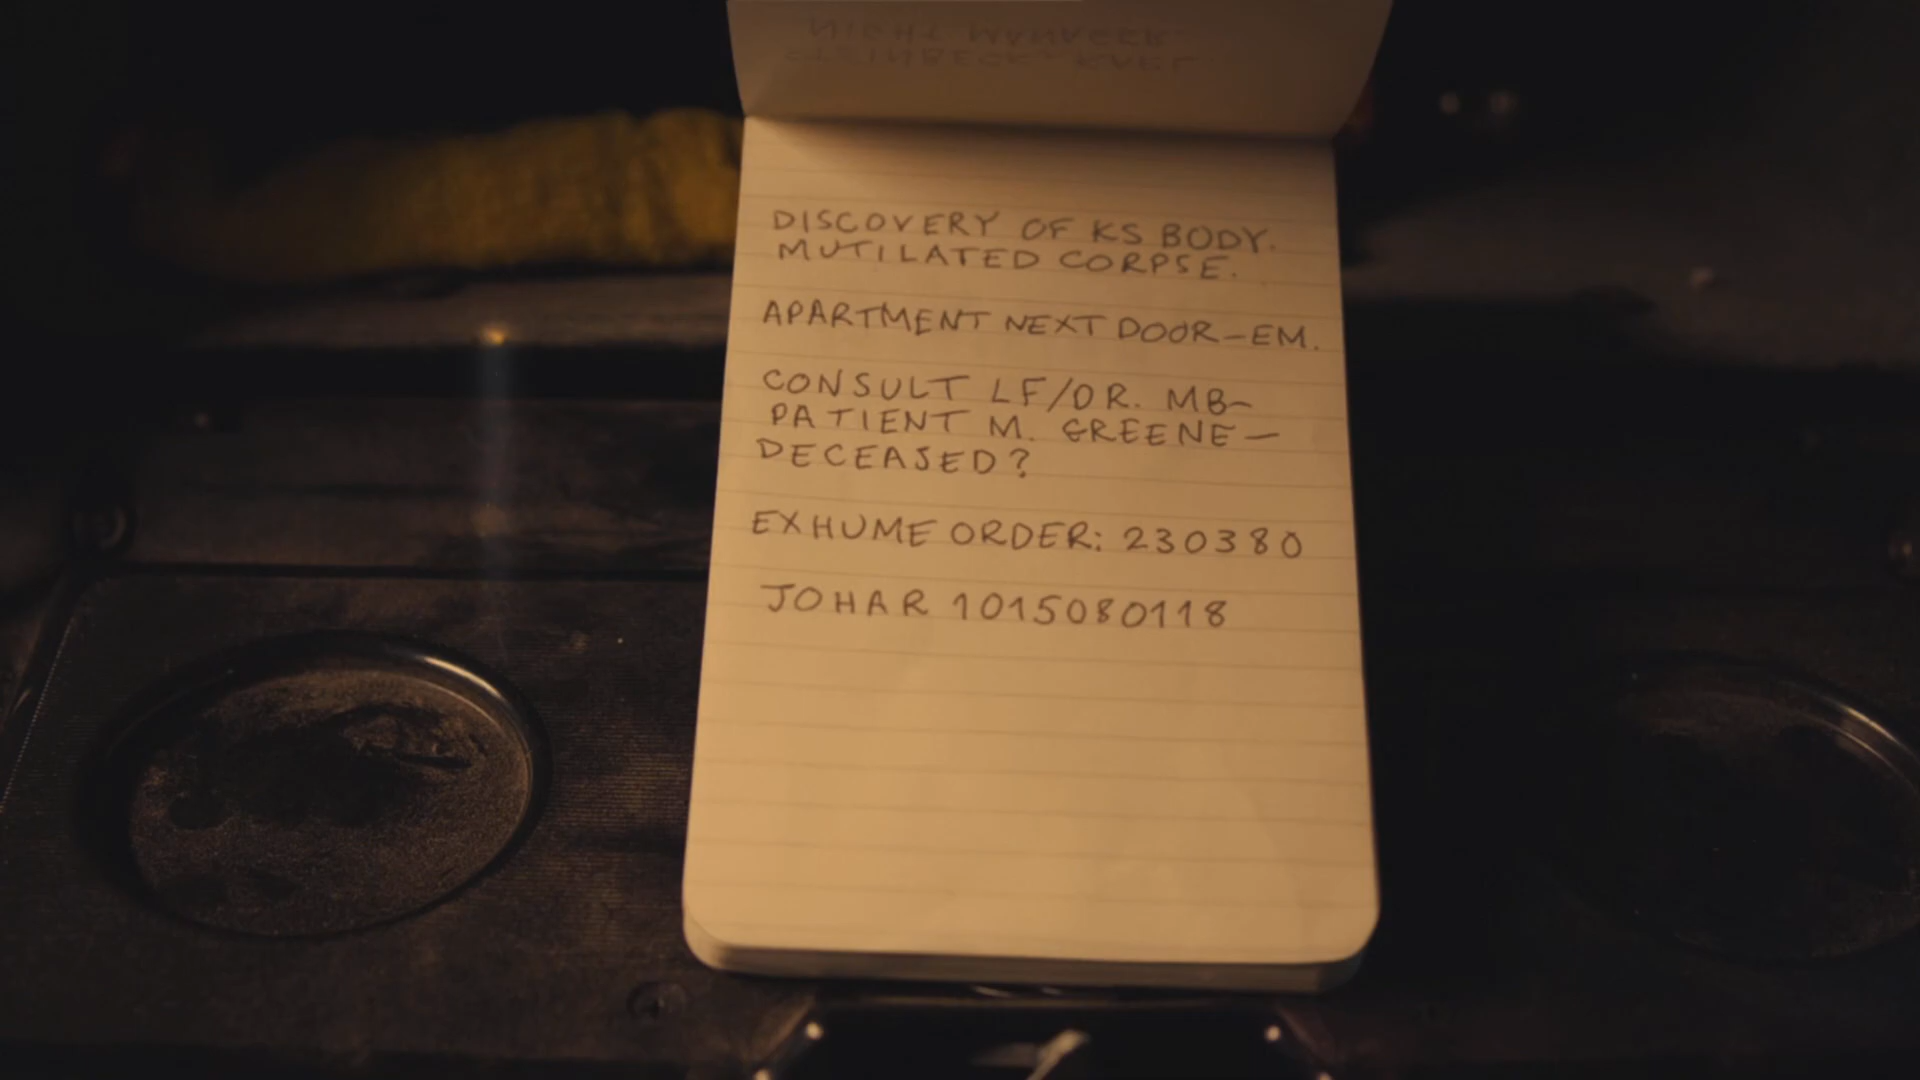 DISCOVERY OF KS BODY.
MUTILATED CORPSE.
APARTMENT NEXT DOOR-EM.
CONSULT LF/DR. MB-
PATIENT M. GREENE-
DECEASED?
EXHUME ORDER: 230380
JOHAR 1015080118